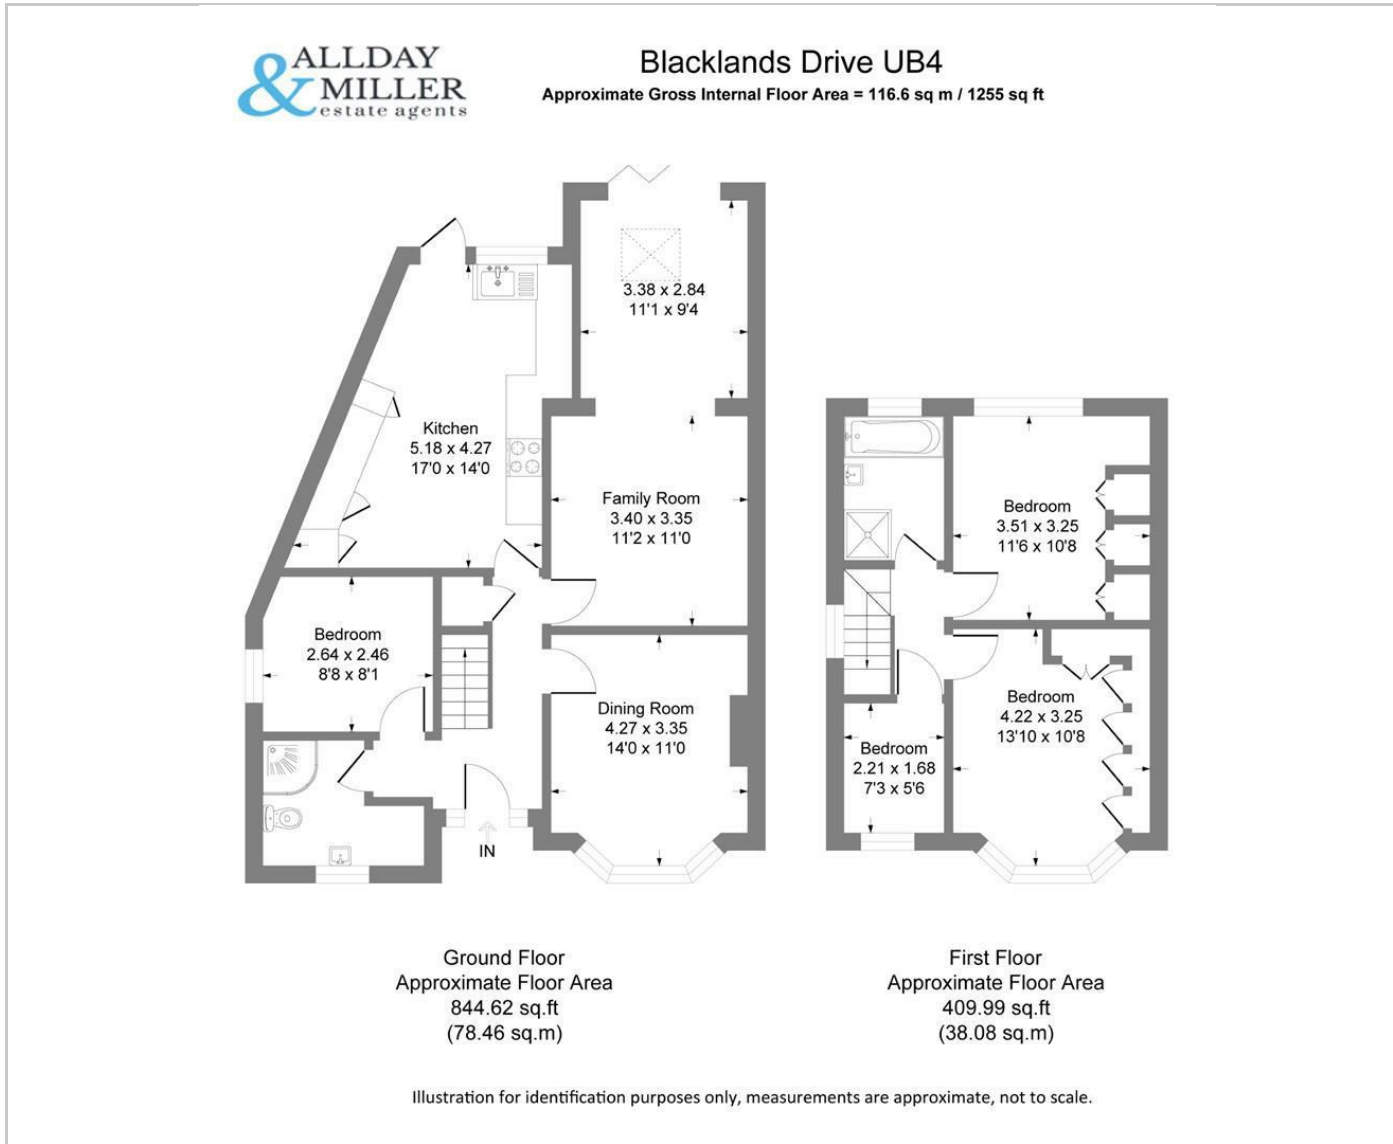 ALLDAY
& MILLER
estate agents
Blacklands Drive UB4
Approximate Gross Internal Floor Area = 116.6 sq m / 1255 sq ft
3.38 x 2.84
11'1 x 9'4
Kitchen
5.18 x 4.27
17'0 x 14'0
Family Room
3.40 x 3.35
11'2 x 11'0
Bedroom
2.64 x 2.46
8'8 x 8'1
Dining Room
4.27 x 3.35
14'0 x 11'0
IN
Bedroom
3.51 x 3.25
11'6 x 10'8
Bedroom
4.22 x 3.25
13'10 x 10'8
Bedroom
2.21 x 1.68
7'3 x 5'6
Ground Floor
Approximate Floor Area
844.62 sq.ft
(78.46 sq.m)
First Floor
Approximate Floor Area
409.99 sq.ft
(38.08 sq.m)
Illustration for identification purposes only, measurements are approximate, not to scale.